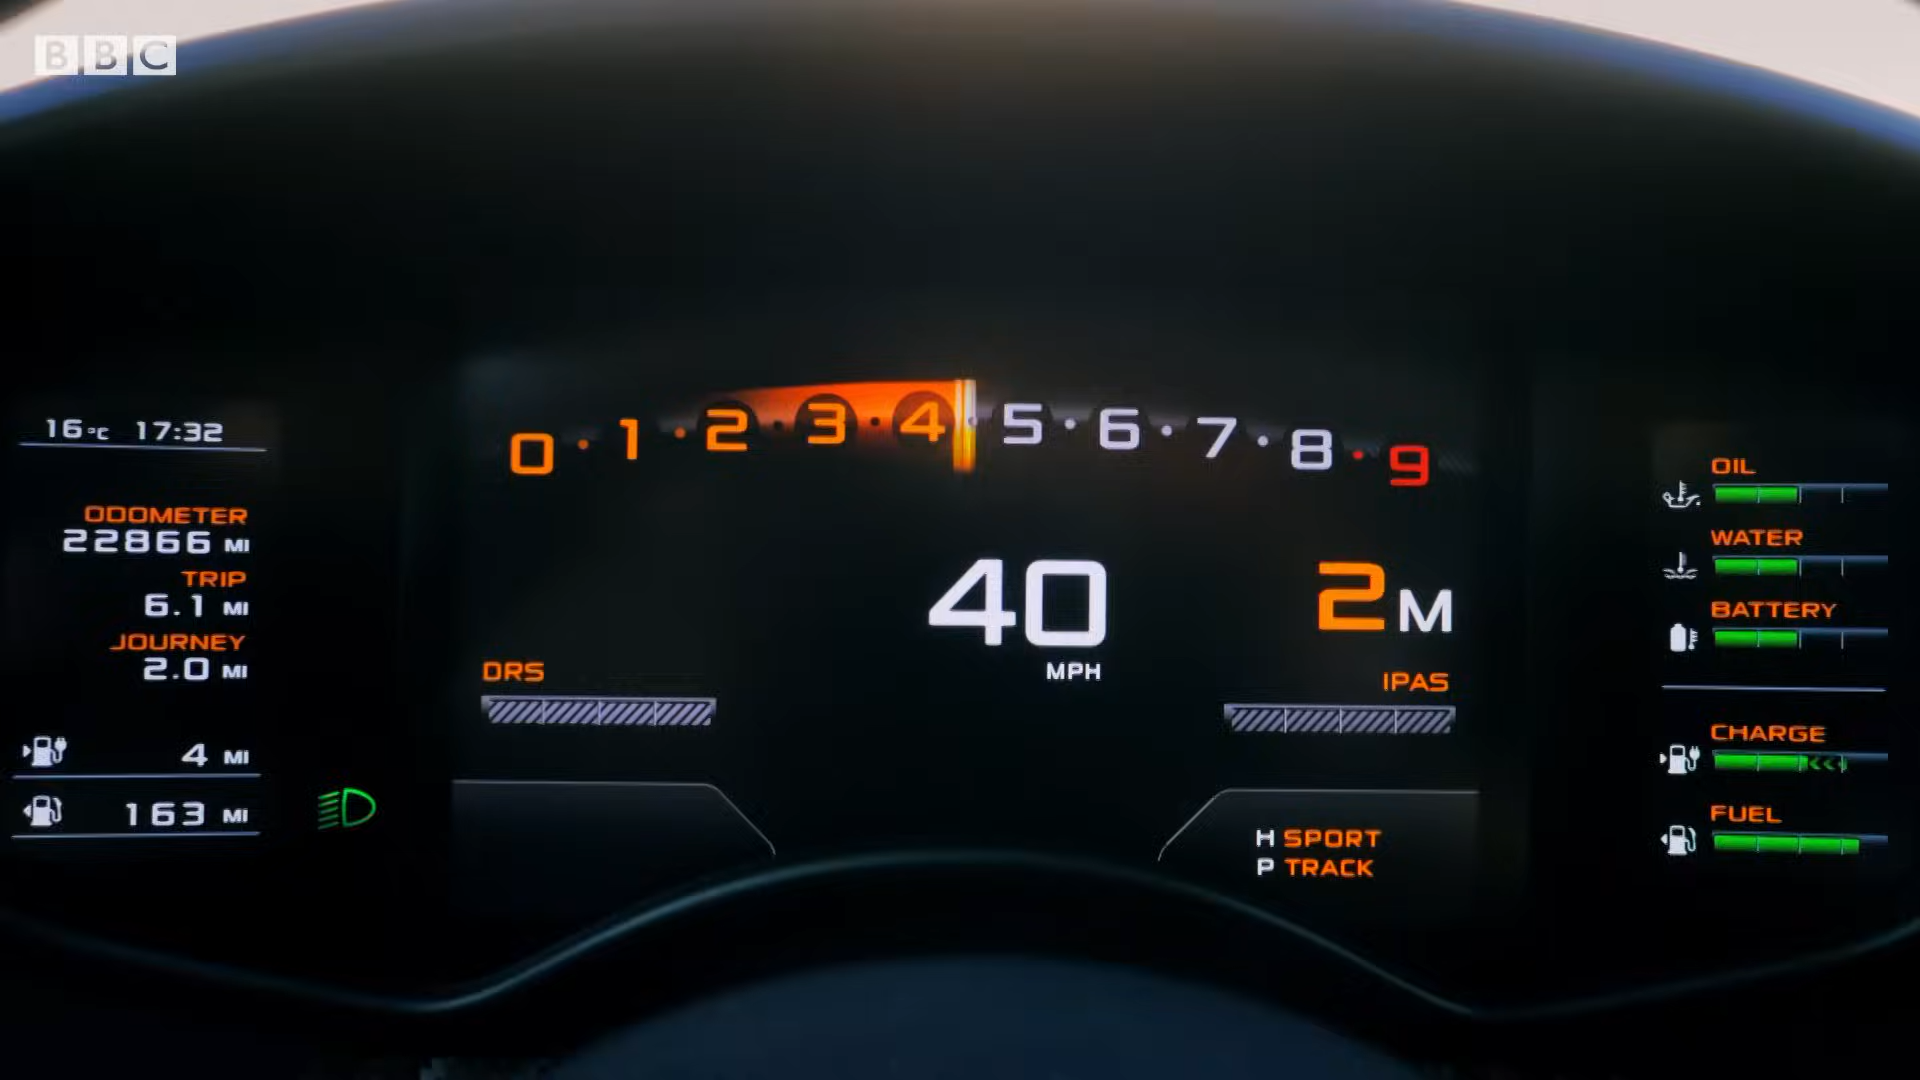 BBC
16°C 17:32
ODOMETER
22866 MI
TRIP
6.1 MI
JOURNEY
2.0 MI
4 MI
163 MI
0 1 2 3 4 5 6 7 8 9
40
MPH
2M
DRS
IPAS
H SPORT
P TRACK
OIL
WATER
BATTERY
CHARGE
FUEL